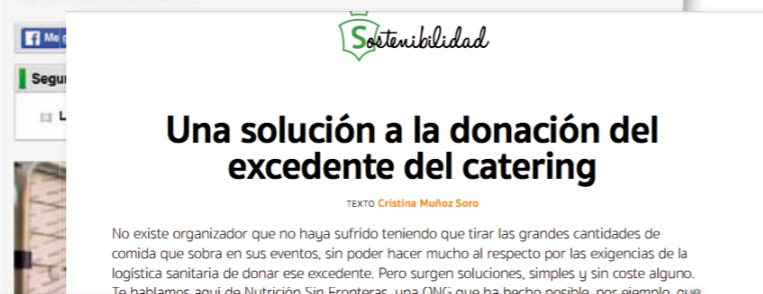 Sostenibilidad
Me g
Segu
L
Una solución a la donación del
excedente del catering
TEXTO Cristina Muñoz Soro
No existe organizador que no haya sufrido teniendo que tirar las grandes cantidades de
comida que sobra en sus eventos, sin poder hacer mucho al respecto por las exigencias de la
logística sanitaria de donar ese excedente. Pero surgen soluciones, simples y sin coste alguno.
Te hablamos aquí de Nutrición Sin Fronteras, una ONG que ha hecho posible, por ejemplo, que